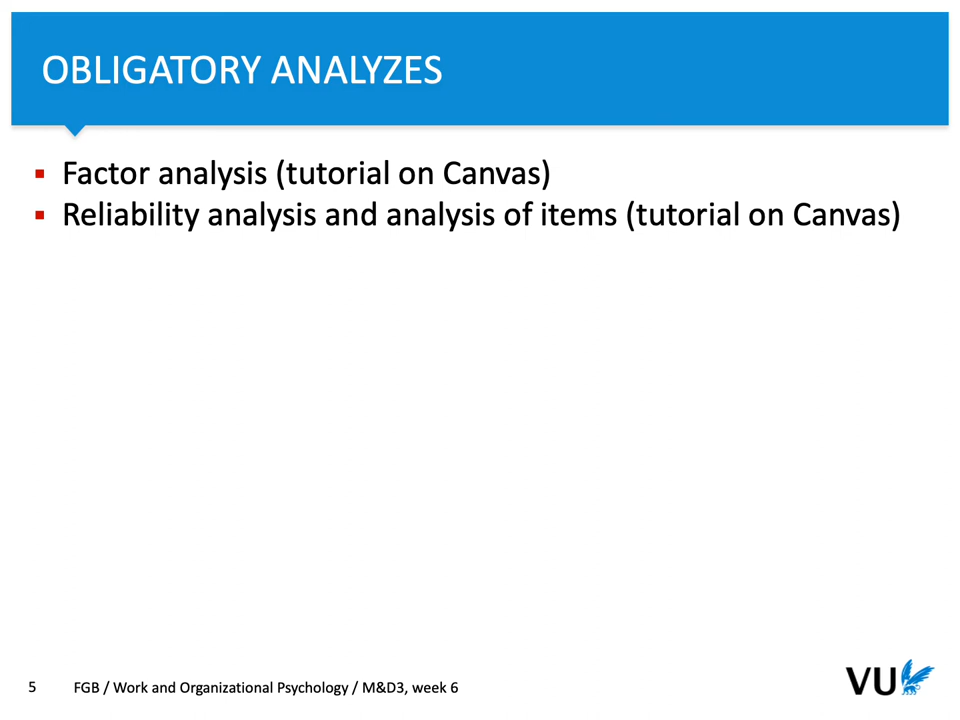 OBLIGATORY ANALYZES
▪ Factor analysis (tutorial on Canvas)
▪ Reliability analysis and analysis of items (tutorial on Canvas)
5 FGB / Work and Organizational Psychology / M&D3, week 6
VU